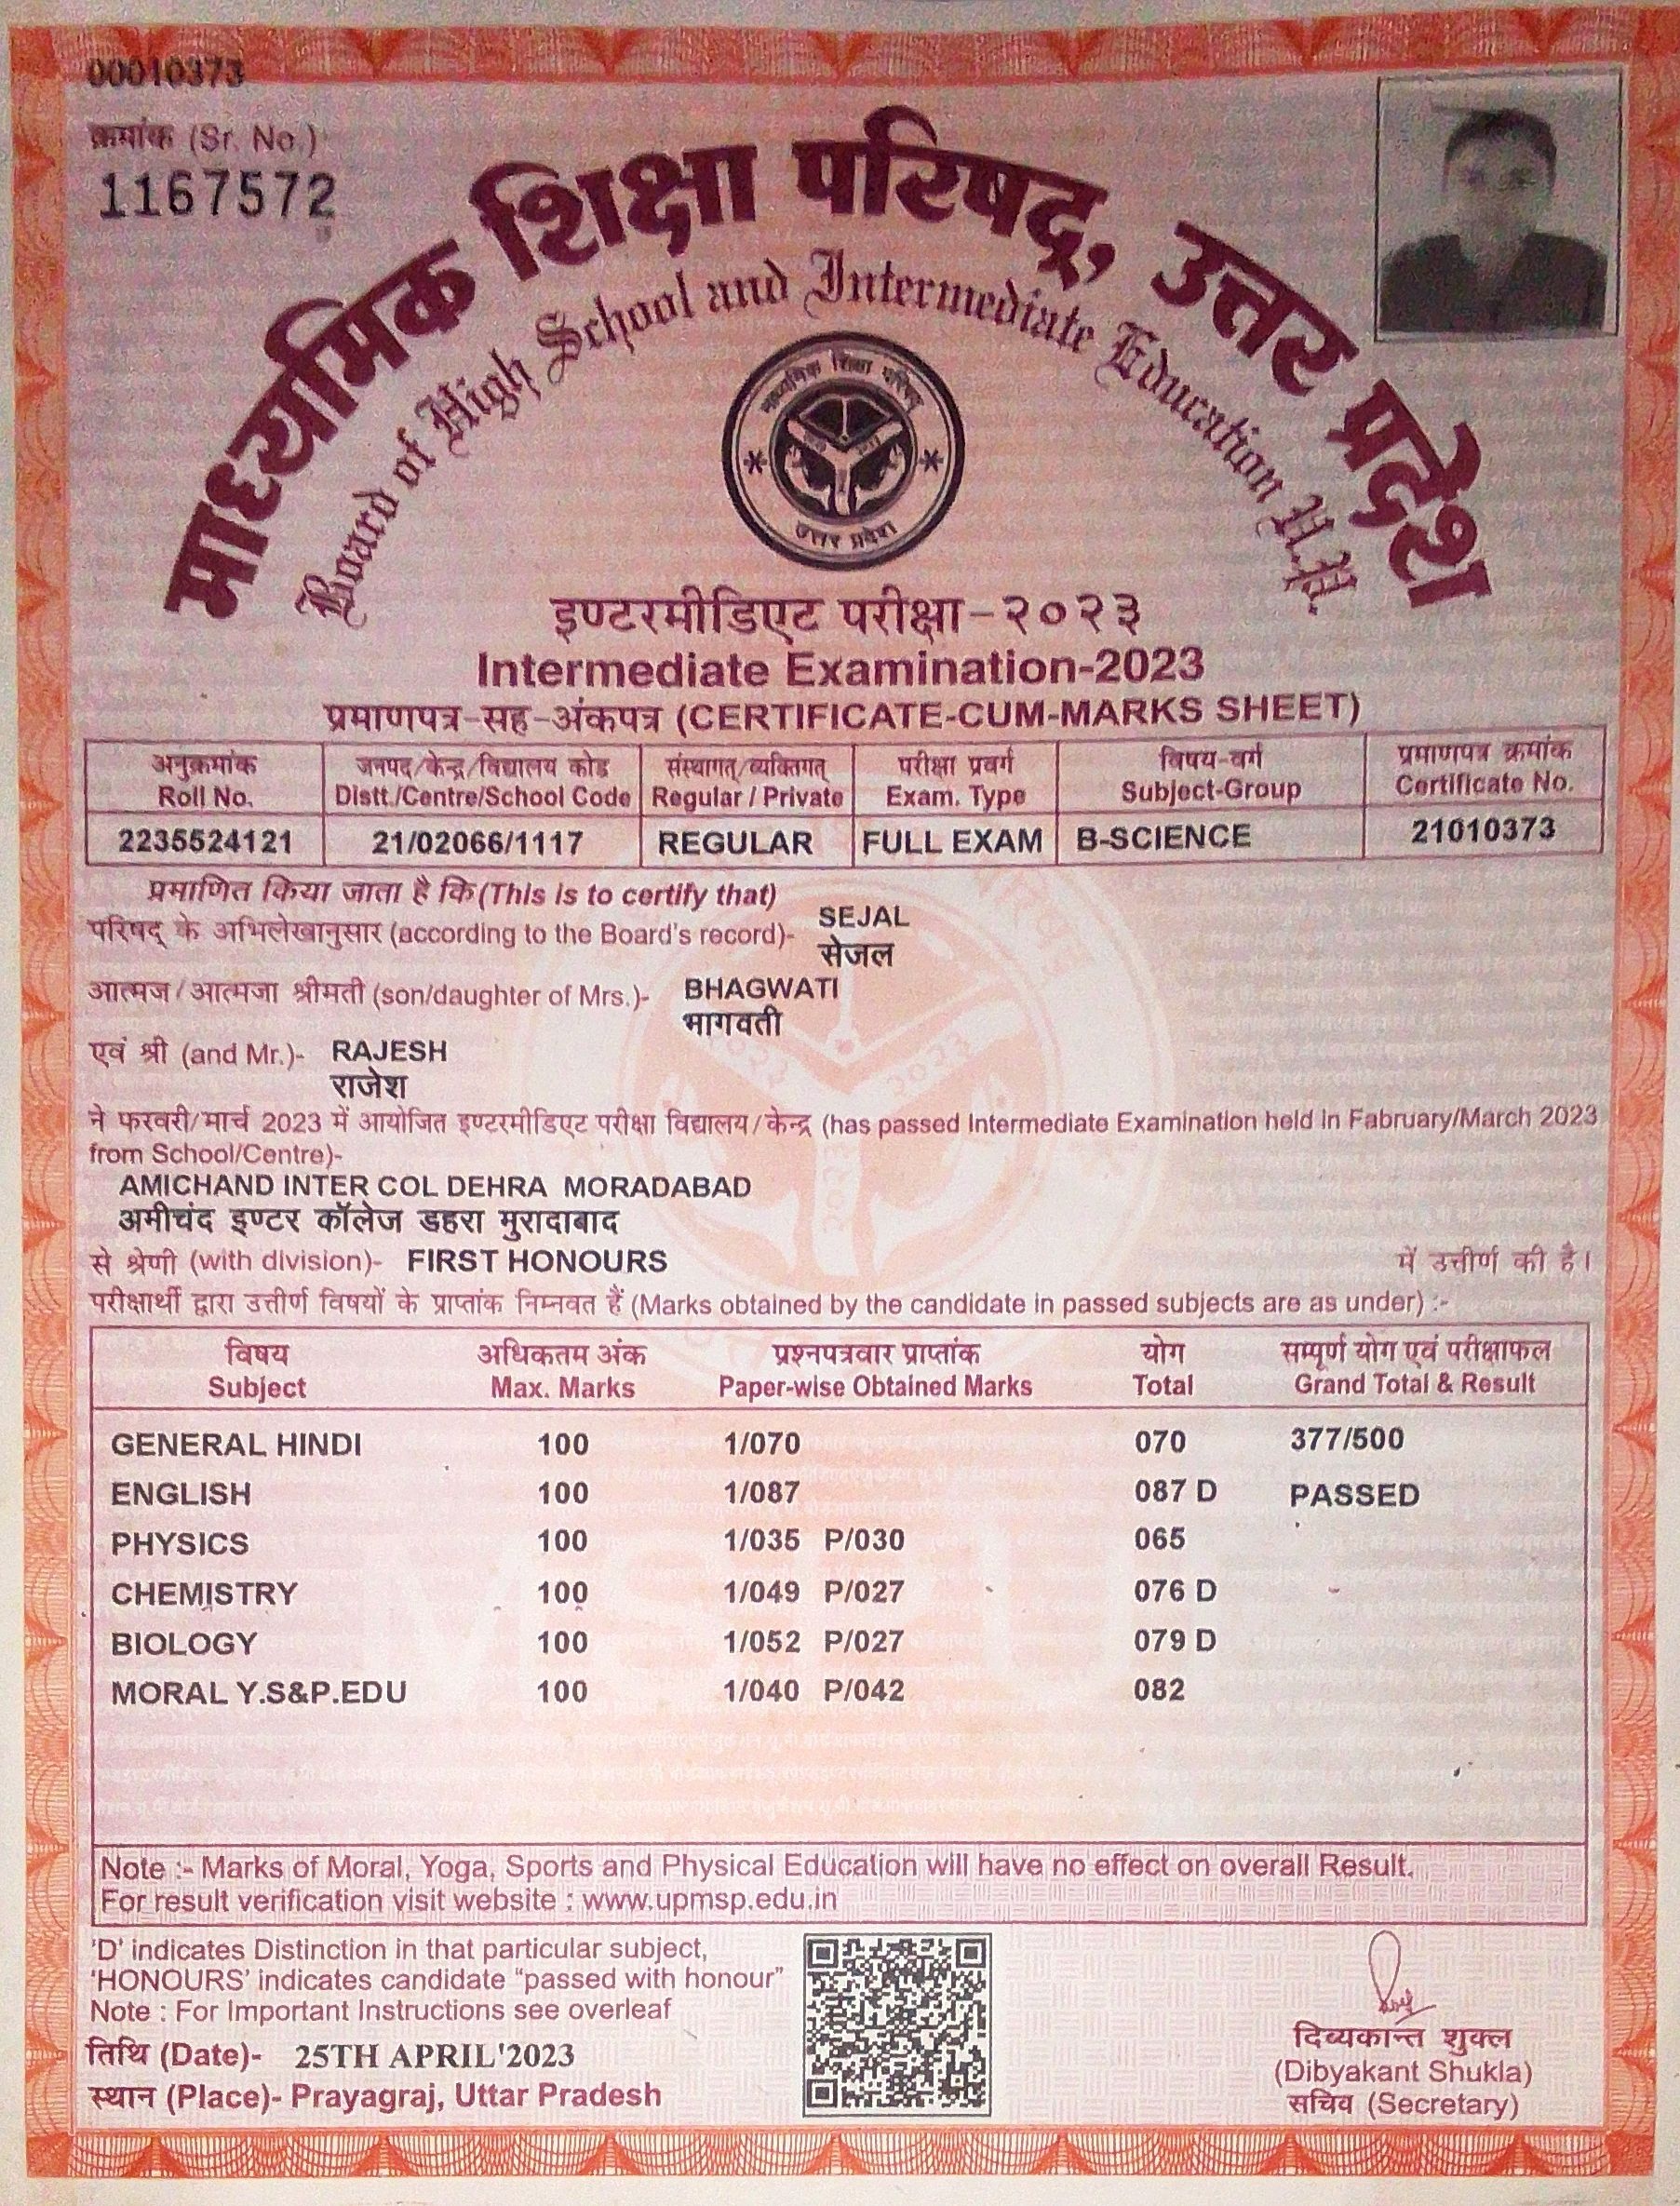 00010373
क्रमांक (Sr. No.)
1167572
माध्यमिक शिक्षा परिषद्, उत्तर प्रदेश
Board of High School and Intermediate Education U.P.
माध्यमिक शिक्षा परिषद्
उत्तर प्रदेश
इण्टरमीडिएट परीक्षा-२०२३
Intermediate Examination-2023
प्रमाणपत्र-सह-अंकपत्र (CERTIFICATE-CUM-MARKS SHEET)
अनुक्रमांक जनपद/केन्द्र/विद्यालय कोड संस्थागत/व्यक्तिगत् परीक्षा प्रवर्ग विषय-वर्ग प्रमाणपत्र क्रमांक
Roll No. Distt./Centre/School Code Regular / Private Exam. Type Subject-Group Certificate No.
2235524121 21/02066/1117 REGULAR FULL EXAM B-SCIENCE 21010373
प्रमाणित किया जाता है कि (This is to certify that)
परिषद् के अभिलेखानुसार (according to the Board's record)- SEJAL
सेजल
आत्मज/आत्मजा श्रीमती (son/daughter of Mrs.)- BHAGWATI
भागवती
एवं श्री (and Mr.)- RAJESH
राजेश
ने फरवरी/मार्च 2023 में आयोजित इण्टरमीडिएट परीक्षा विद्यालय/केन्द्र (has passed Intermediate Examination held in Fabruary/March 2023
from School/Centre)-
AMICHAND INTER COL DEHRA MORADABAD
अमीचंद इण्टर कॉलेज डहरा मुरादाबाद
से श्रेणी (with division)- FIRST HONOURS में उत्तीर्ण की है।
परीक्षार्थी द्वारा उत्तीर्ण विषयों के प्राप्तांक निम्नवत हैं (Marks obtained by the candidate in passed subjects are as under) :-
विषय अधिकतम अंक प्रश्नपत्रवार प्राप्तांक योग सम्पूर्ण योग एवं परीक्षाफल
Subject Max. Marks Paper-wise Obtained Marks Total Grand Total & Result
GENERAL HINDI 100 1/070 070 377/500
ENGLISH 100 1/087 087 D PASSED
PHYSICS 100 1/035 P/030 065
CHEMISTRY 100 1/049 P/027 076 D
BIOLOGY 100 1/052 P/027 079 D
MORAL Y.S&P.EDU 100 1/040 P/042 082
Note :- Marks of Moral, Yoga, Sports and Physical Education will have no effect on overall Result.
For result verification visit website : www.upmsp.edu.in
'D' indicates Distinction in that particular subject,
'HONOURS' indicates candidate "passed with honour"
Note : For Important Instructions see overleaf
तिथि (Date)- 25TH APRIL'2023
स्थान (Place)- Prayagraj, Uttar Pradesh
दिव्यकान्त शुक्ल
(Dibyakant Shukla)
सचिव (Secretary)